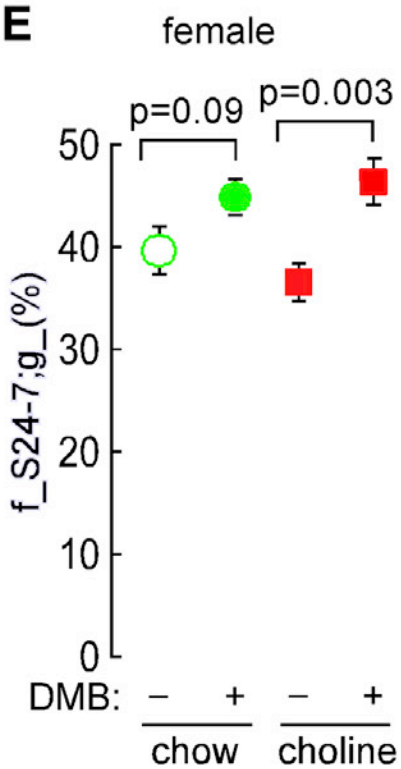 E
female
p=0.09
p=0.003
50
40
30
20
10
0
f_S24-7;g_(%)
DMB: – + – +
chow choline